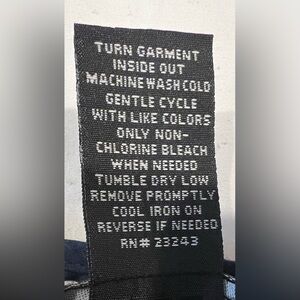 TURN GARMENT
INSIDE OUT
MACHINE WASH COLD
GENTLE CYCLE
WITH LIKE COLORS
ONLY NON-
CHLORINE BLEACH
WHEN NEEDED
TUMBLE DRY LOW
REMOVE PROMPTLY
COOL IRON ON
REVERSE IF NEEDED
RN# 23243